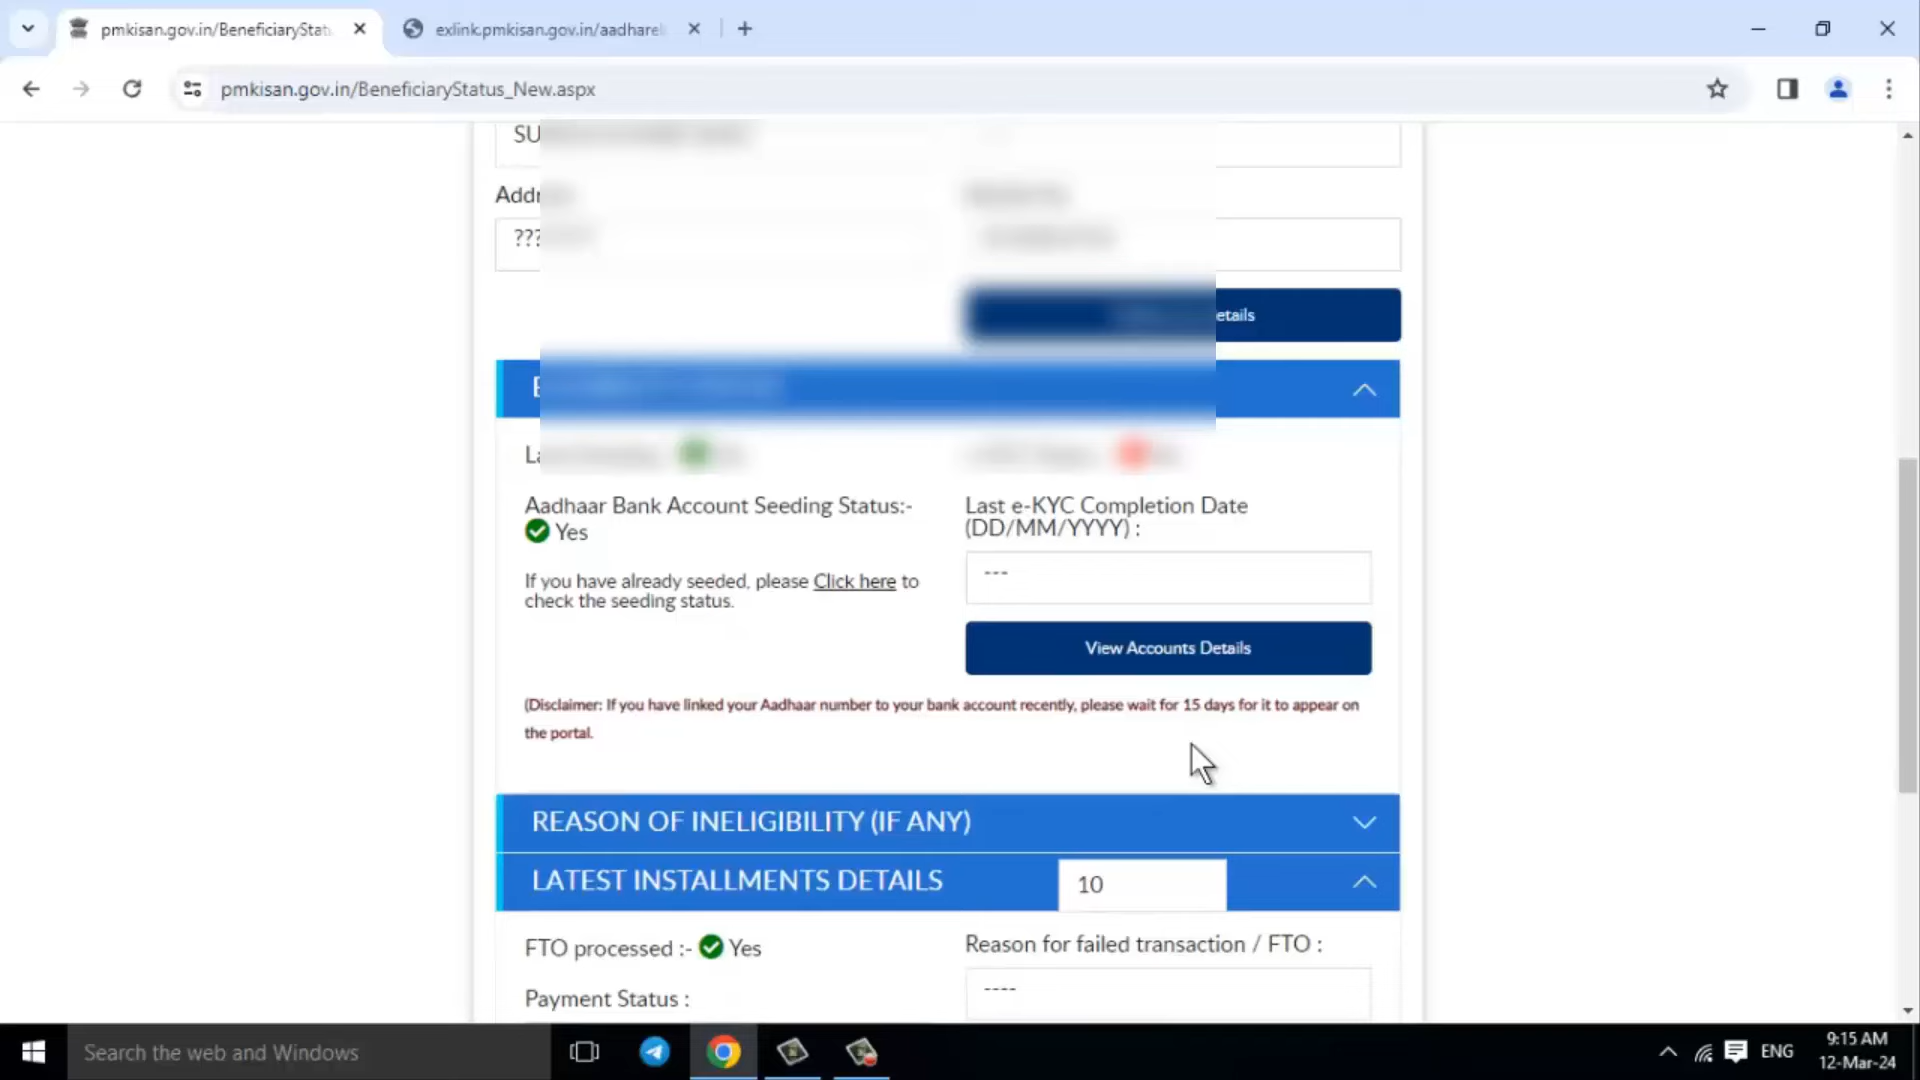 pmkisan.gov.in/BeneficiaryStat
exlink.pmkisan.gov.in/aadhare
pmkisan.gov.in/BeneficiaryStatus_New.aspx
SU
Addr
???
etails
Aadhaar Bank Account Seeding Status:-
Yes
If you have already seeded, please Click here to
check the seeding status.
Last e-KYC Completion Date
(DD/MM/YYYY) :
---
View Accounts Details
(Disclaimer: If you have linked your Aadhaar number to your bank account recently, please wait for 15 days for it to appear on
the portal.
REASON OF INELIGIBILITY (IF ANY)
LATEST INSTALLMENTS DETAILS
10
FTO processed :- Yes
Reason for failed transaction / FTO :
----
Payment Status :
Search the web and Windows
ENG
9:15 AM
12-Mar-24